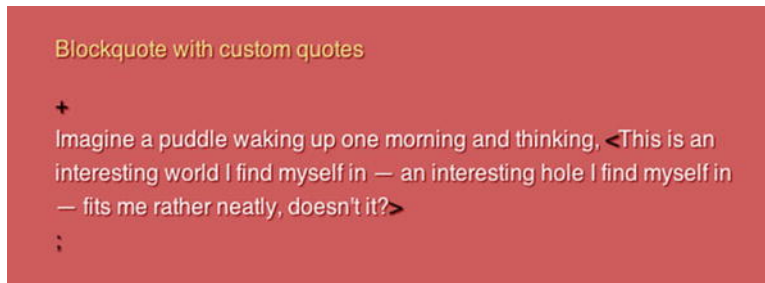 Blockquote with custom quotes
+
Imagine a puddle waking up one morning and thinking, <This is an
interesting world I find myself in — an interesting hole I find myself in
— fits me rather neatly, doesn't it?>
;